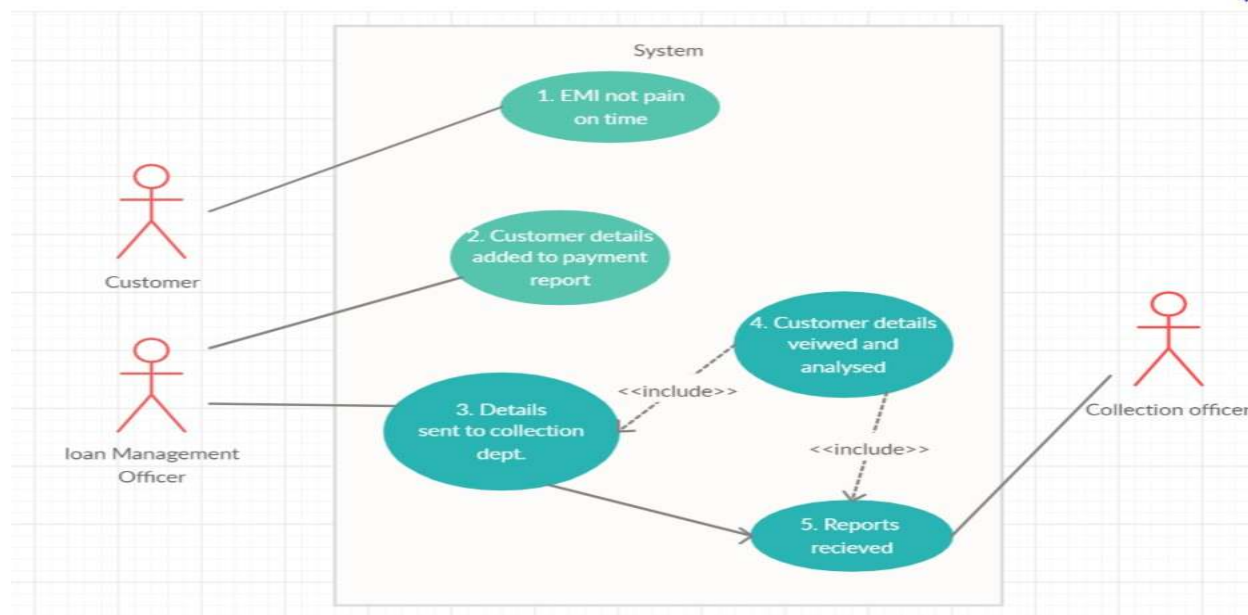 System
1. EMI not pain
on time
Customer
2. Customer details
added to payment
report
loan Management
Officer
3. Details
sent to collection
dept.
<<include>>
4. Customer details
veiwed and
analysed
<<include>>
5. Reports
recieved
Collection officer